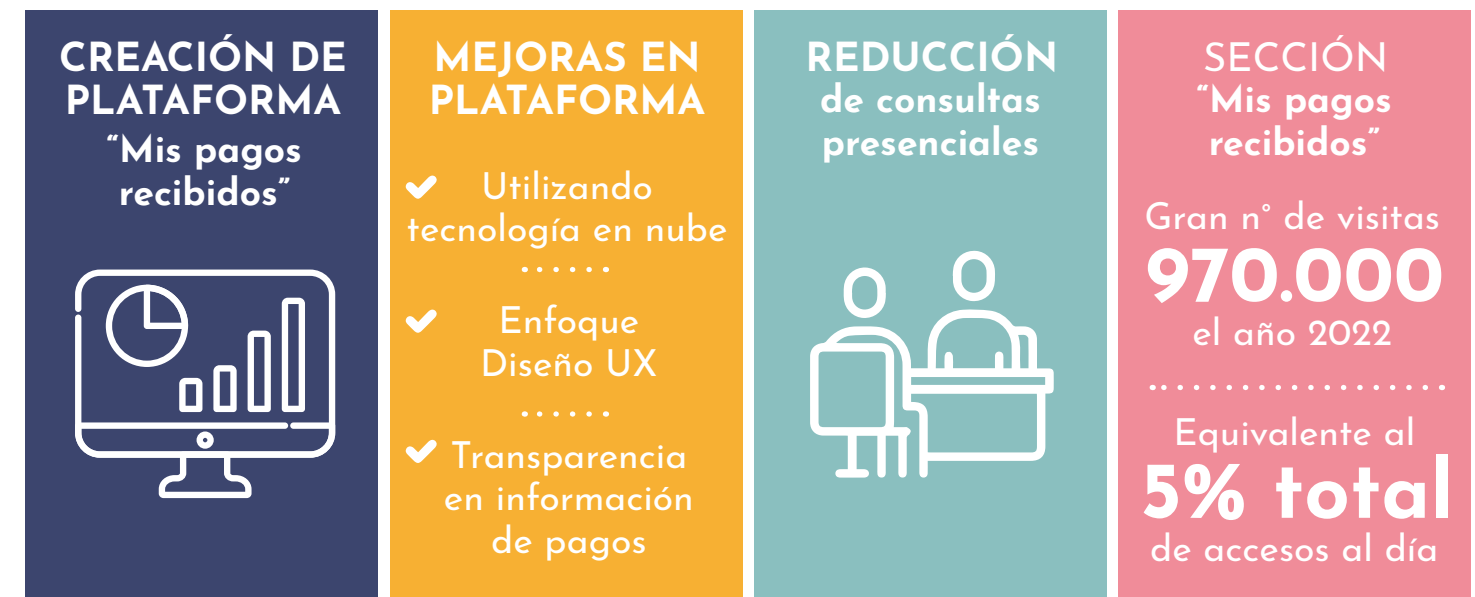 CREACIÓN DE
PLATAFORMA
“Mis pagos
recibidos”
MEJORAS EN
PLATAFORMA
Utilizando
tecnología en nube
Enfoque
Diseño UX
Transparencia
en información
de pagos
REDUCCIÓN
de consultas
presenciales
SECCIÓN
“Mis pagos
recibidos”
Gran n° de visitas
970.000
el año 2022
Equivalente al
5% total
de accesos al día